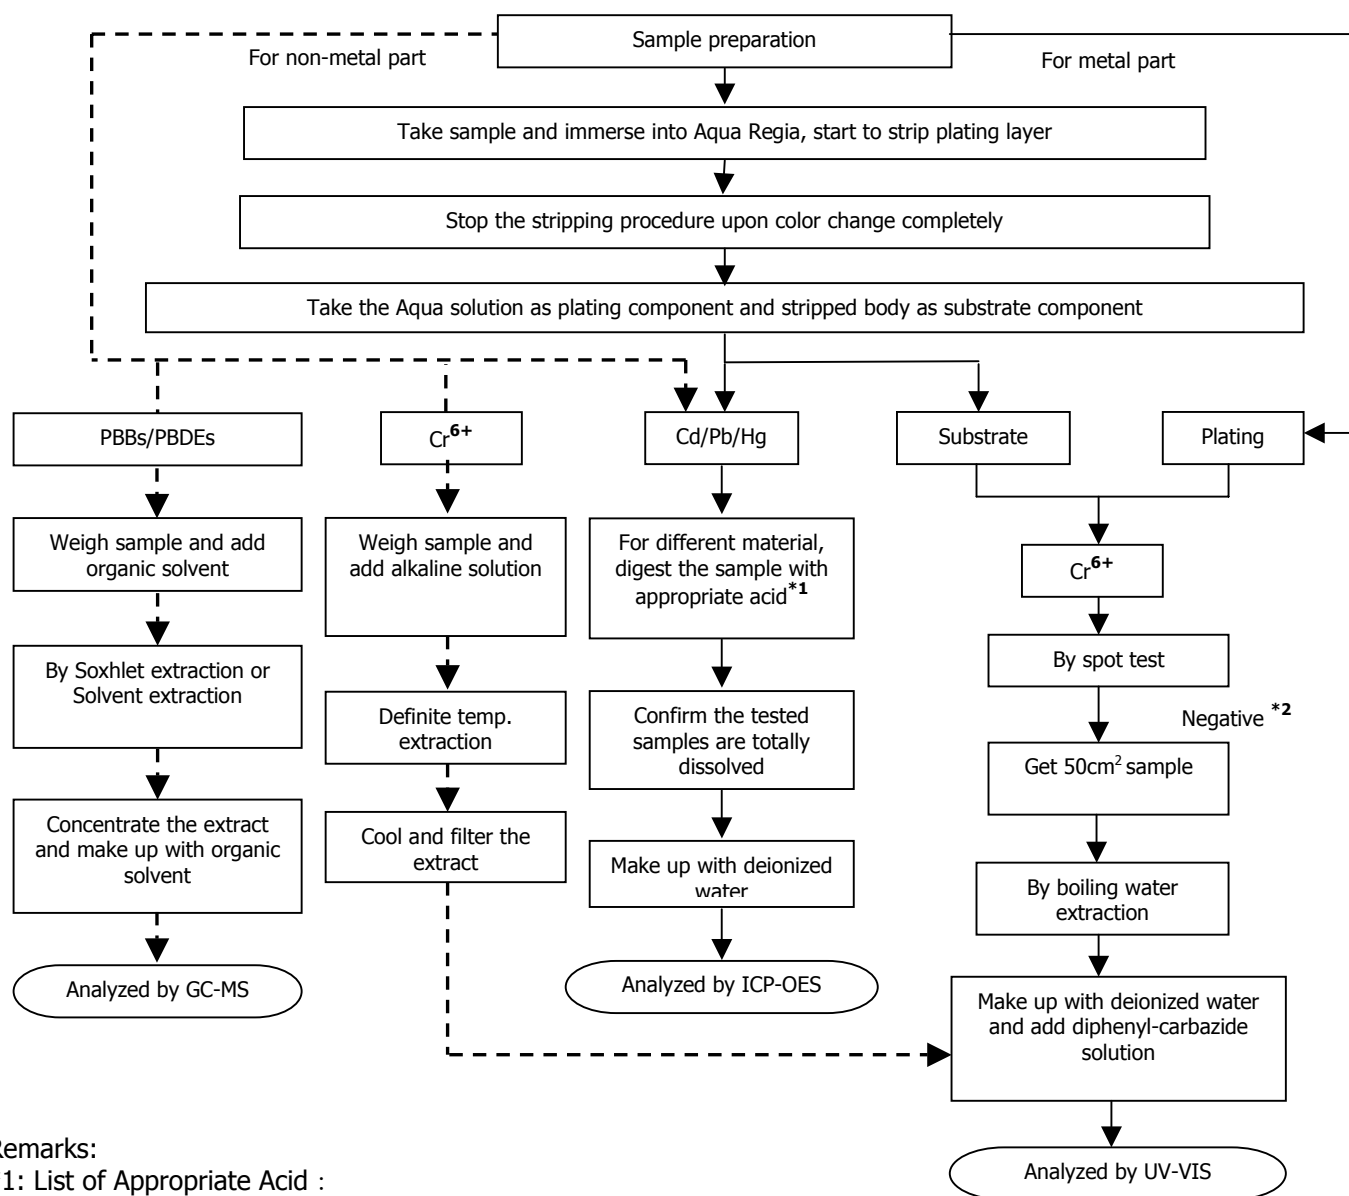 Sample preparation
For non-metal part
For metal part
Take sample and immerse into Aqua Regia, start to strip plating layer
Stop the stripping procedure upon color change completely
Take the Aqua solution as plating component and stripped body as substrate component
PBBs/PBDEs
Cr6+
Cd/Pb/Hg
Substrate
Plating
Weigh sample and add
organic solvent
Weigh sample and
add alkaline solution
For different material,
digest the sample with
appropriate acid*1
Cr6+
By Soxhlet extraction or
Solvent extraction
Definite temp.
extraction
Confirm the tested
samples are totally
dissolved
By spot test
Negative *2
Get 50cm2 sample
Concentrate the extract
and make up with organic
solvent
Cool and filter the
extract
Make up with deionized
water
By boiling water
extraction
Analyzed by GC-MS
Analyzed by ICP-OES
Make up with deionized water
and add diphenyl-carbazide
solution
Analyzed by UV-VIS
Remarks:
1: List of Appropriate Acid :